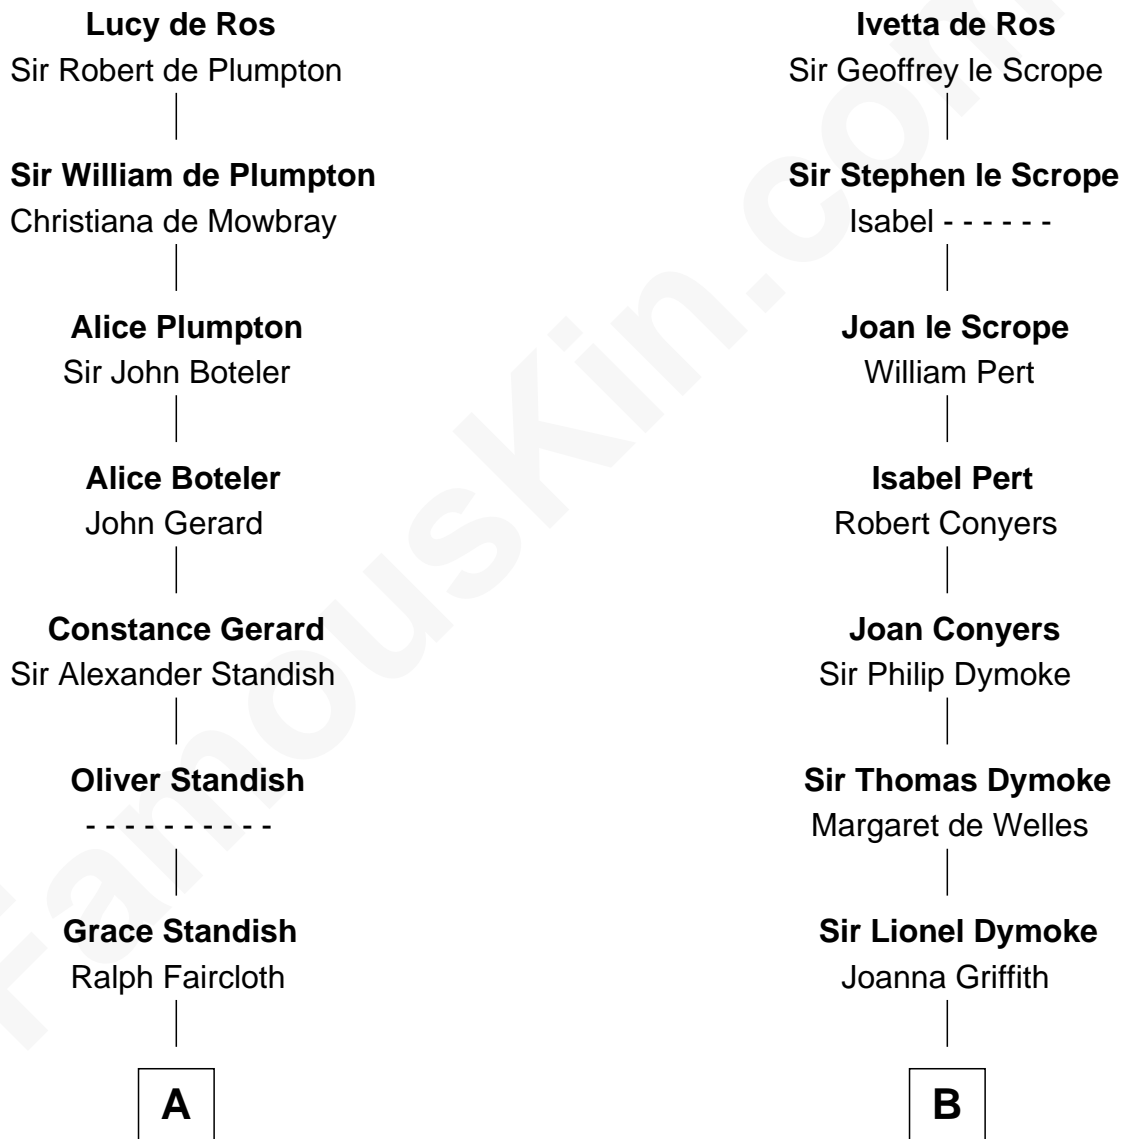 Lucy de Ros
Sir Robert de Plumpton
Sir William de Plumpton
Christiana de Mowbray
Alice Plumpton
Sir John Boteler
Alice Boteler
John Gerard
Constance Gerard
Sir Alexander Standish
Oliver Standish
- - - - - - - - - -
Grace Standish
Ralph Faircloth
A
Ivetta de Ros
Sir Geoffrey le Scrope
Sir Stephen le Scrope
Isabel - - - - - -
Joan le Scrope
William Pert
Isabel Pert
Robert Conyers
Joan Conyers
Sir Philip Dymoke
Sir Thomas Dymoke
Margaret de Welles
Sir Lionel Dymoke
Joanna Griffith
B
FamousKin.com